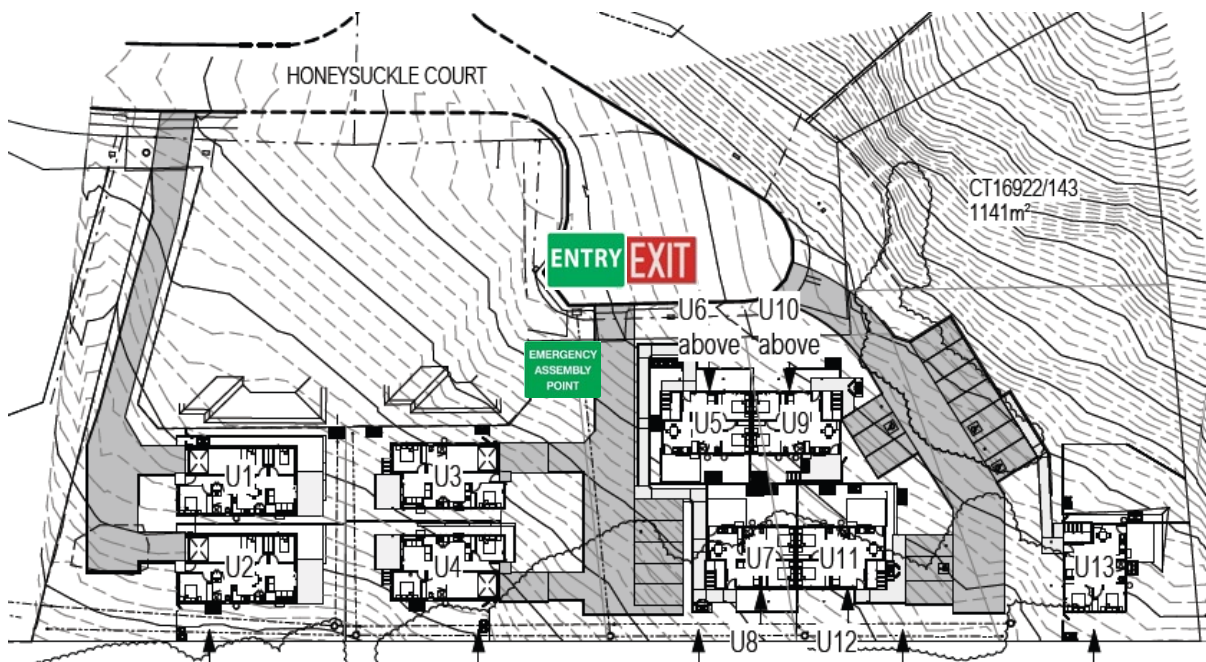 HONEYSUCKLE COURT
CT16922/143
1141m²
ENTRY EXIT
U6 U10
above above
EMERGENCY
ASSEMBLY
POINT
U5 U9
U1 U3
U7 U11 U13
U2 U4
U8 U12